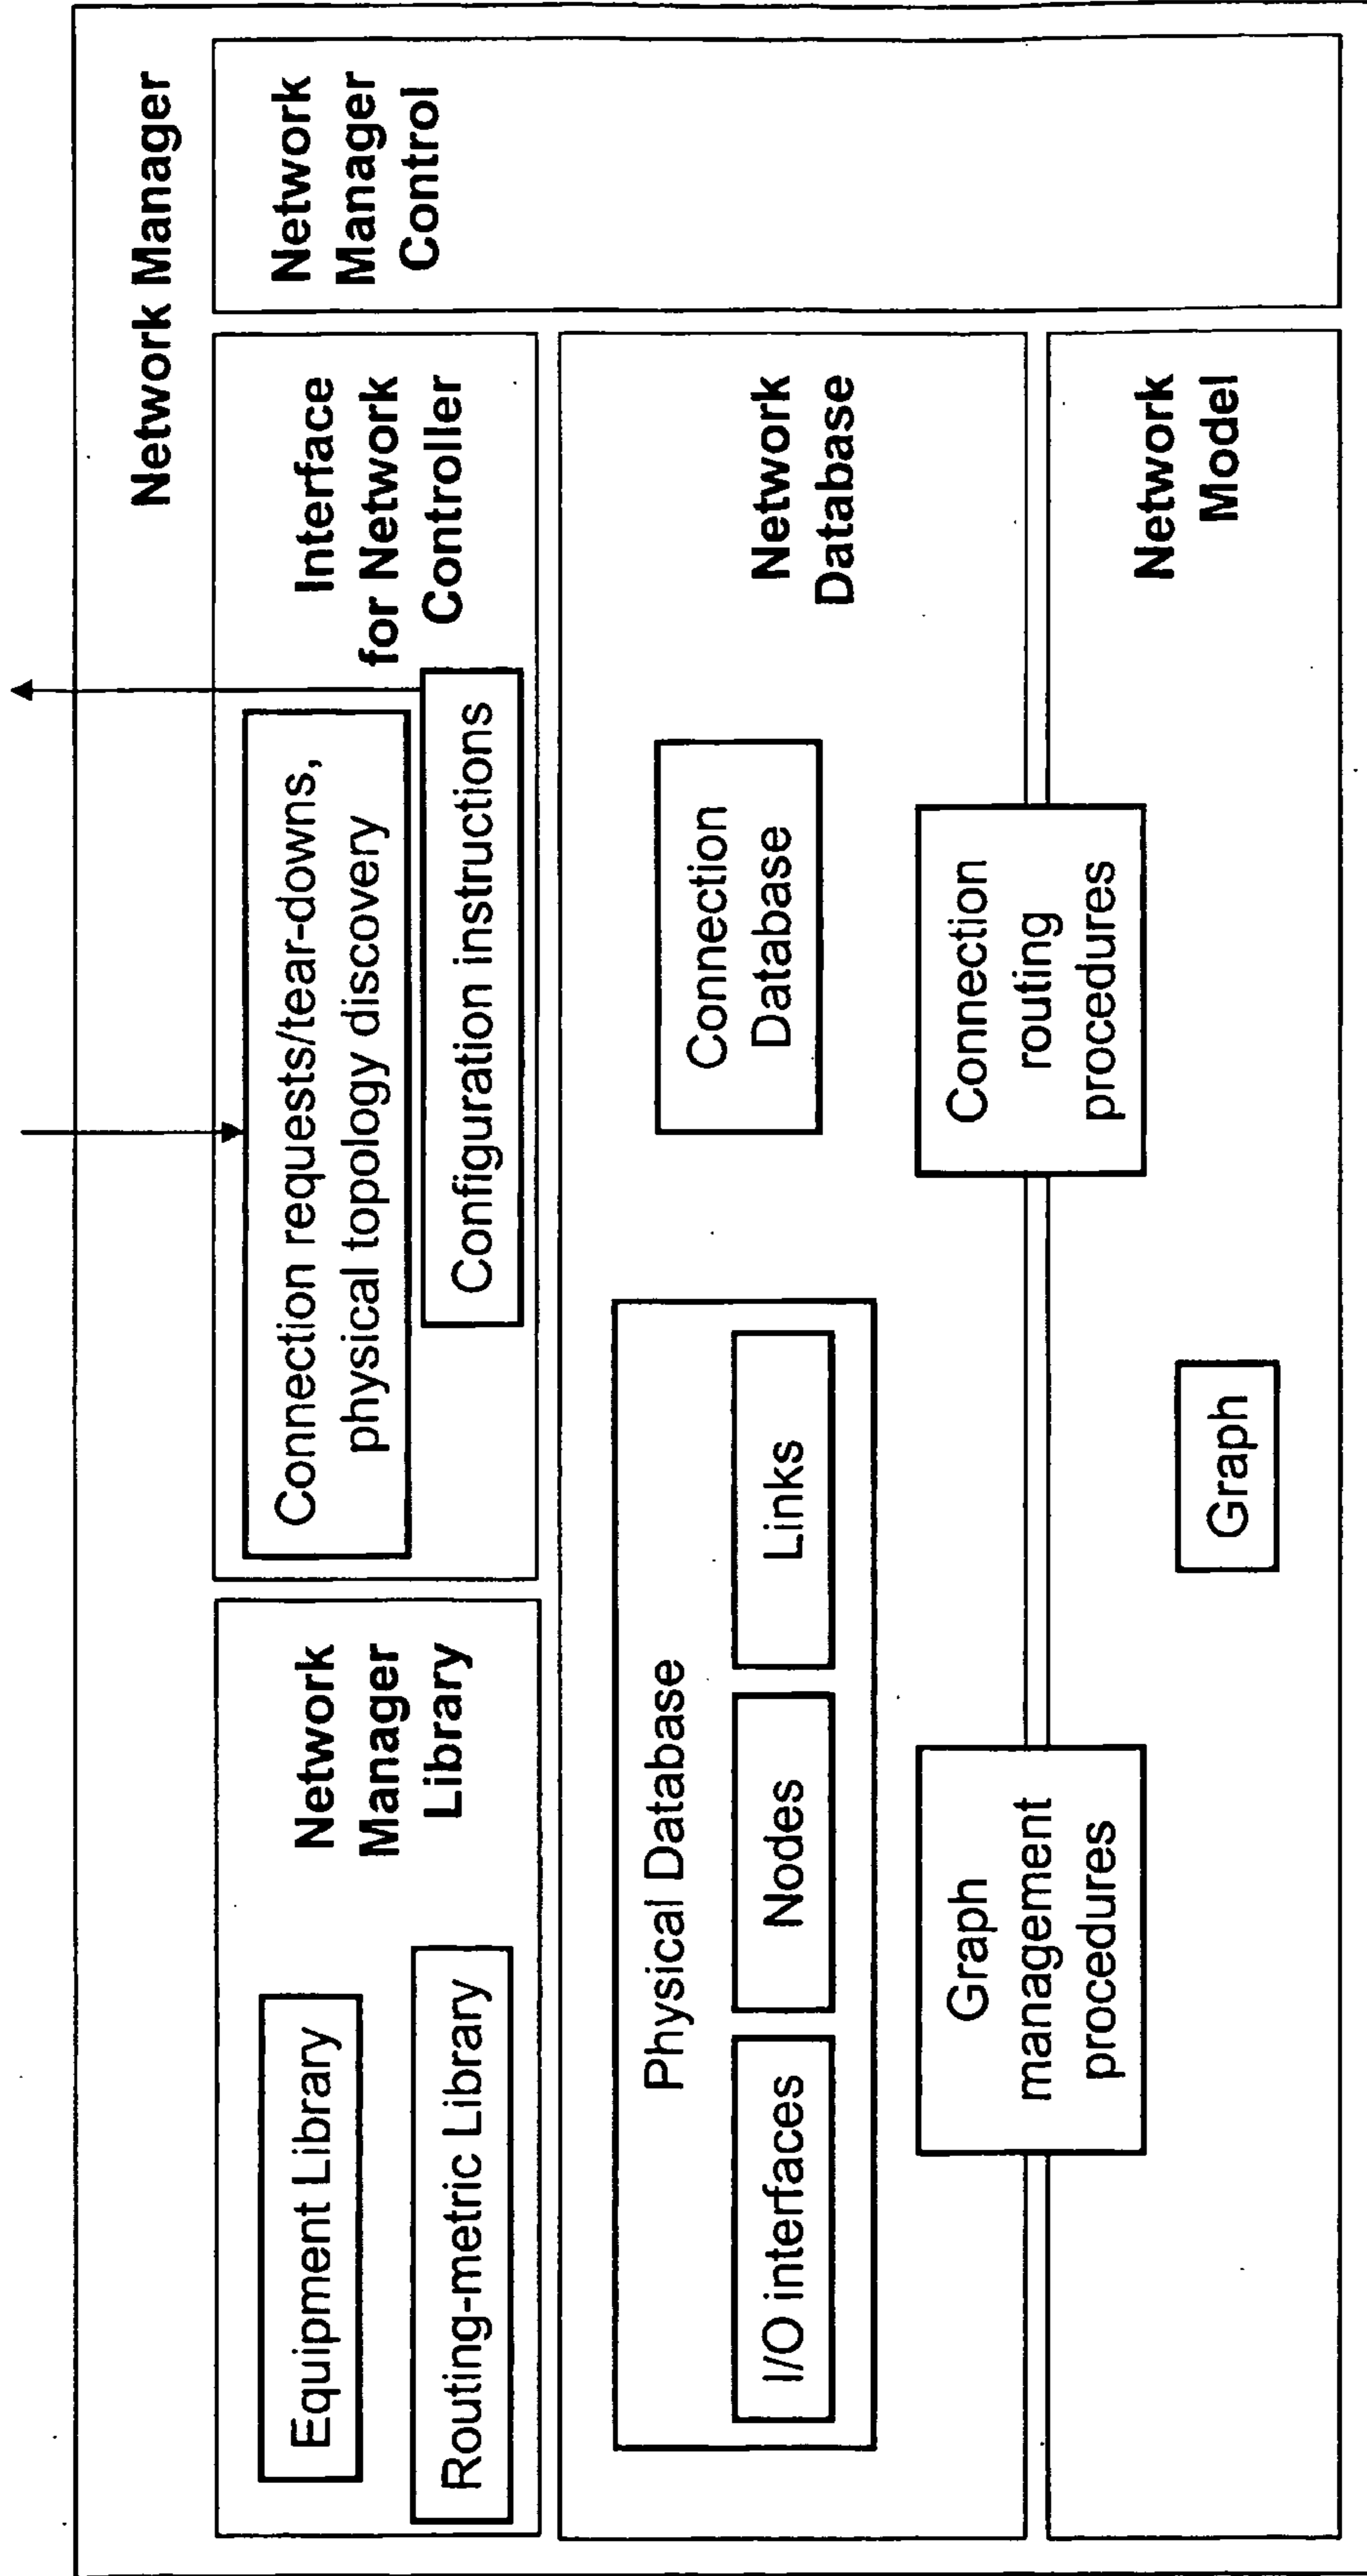 Network Manager
Network
Manager
Library
Equipment Library
Routing-metric Library
Interface
for Network
Controller
Connection requests/tear-downs,
physical topology discovery
Configuration instructions
Network
Manager
Control
Network
Database
Physical Database
I/O interfaces
Nodes
Links
Connection
Database
Graph
management
procedures
Connection
routing
procedures
Network
Model
Graph